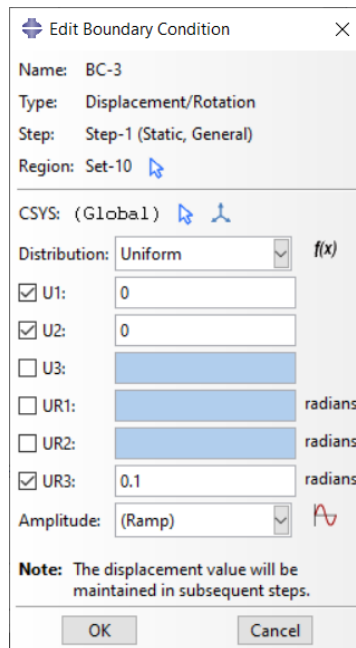 Edit Boundary Condition
Name: BC-3
Type: Displacement/Rotation
Step: Step-1 (Static, General)
Region: Set-10
CSYS: (Global)
Distribution: Uniform f(x)
U1: 0
U2: 0
U3:
UR1: radians
UR2: radians
UR3: 0.1 radians
Amplitude: (Ramp)
Note: The displacement value will be
maintained in subsequent steps.
OK Cancel